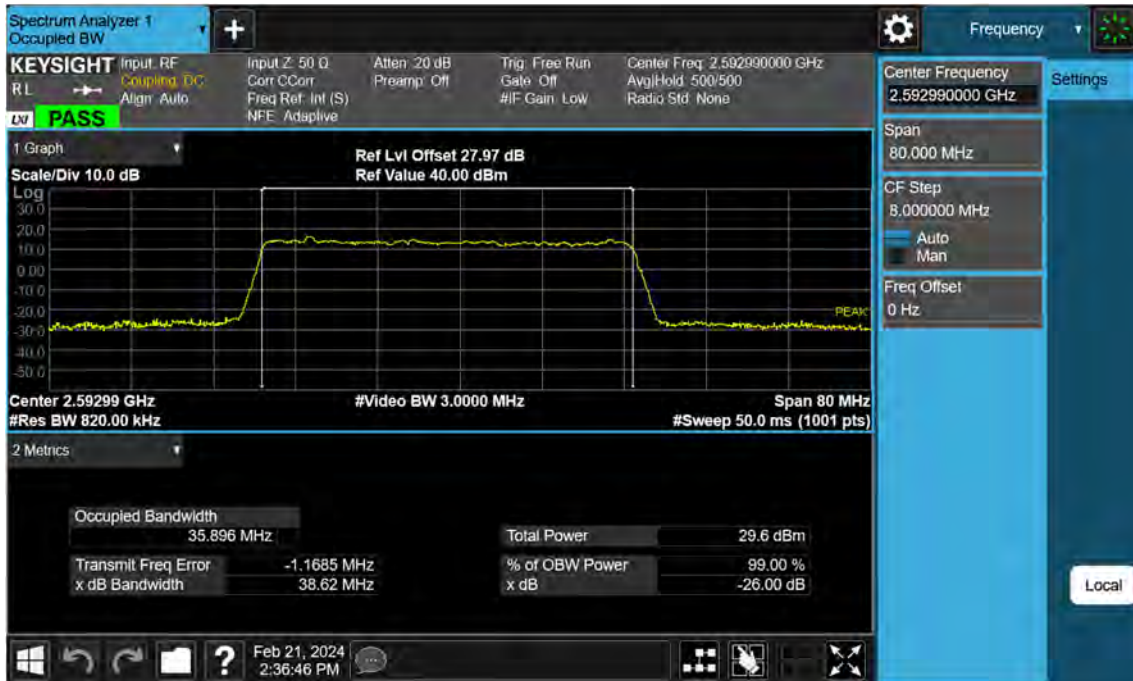 Spectrum Analyzer 1
Occupied BW
+
Frequency
KEYSIGHT
RL
LXI
PASS
Input: RF
Coupling: DC
Align: Auto
Input Z: 50 Ω
Corr CCorr
Freq Ref: Int (S)
NFE: Adaptive
Atten: 20 dB
Preamp: Off
Trig: Free Run
Gate: Off
#IF Gain: Low
Center Freq: 2.592990000 GHz
Avg|Hold: 500/500
Radio Std: None
Center Frequency
2.592990000 GHz
Settings
Span
80.000 MHz
CF Step
8.000000 MHz
Auto
Man
Freq Offset
0 Hz
1 Graph
Scale/Div 10.0 dB
Ref Lvl Offset 27.97 dB
Ref Value 40.00 dBm
Log
30.0
20.0
10.0
0.00
-10.0
-20.0
-30.0
-40.0
-50.0
PEAK
Center 2.59299 GHz
#Video BW 3.0000 MHz
Span 80 MHz
#Res BW 820.00 kHz
#Sweep 50.0 ms (1001 pts)
2 Metrics
Occupied Bandwidth
35.896 MHz
Total Power 29.6 dBm
Transmit Freq Error -1.1685 MHz
% of OBW Power 99.00 %
x dB Bandwidth 38.62 MHz
x dB -26.00 dB
Local
?
Feb 21, 2024
2:36:46 PM